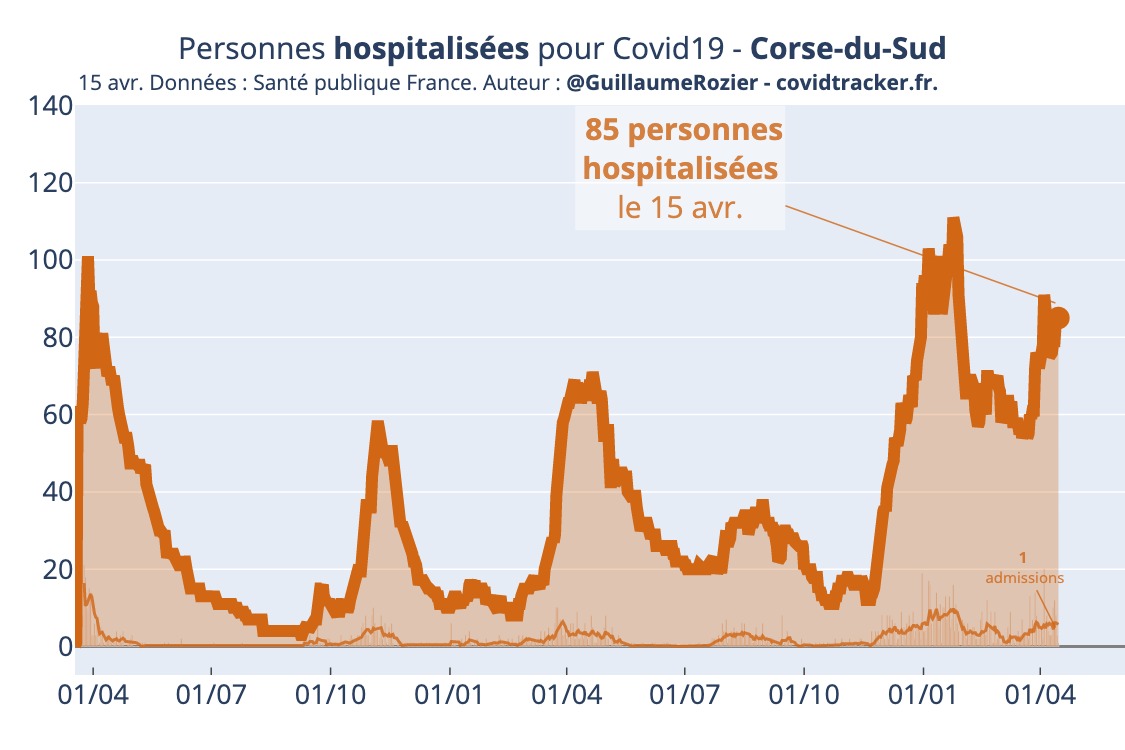 Personnes hospitalisées pour Covid19 - Corse-du-Sud
15 avr. Données : Santé publique France. Auteur : @GuillaumeRozier - covidtracker.fr.
140
85 personnes
hospitalisées
le 15 avr.
120
100
80
60
40
20
1
admissions
0
01/04 01/07 01/10 01/01 01/04 01/07 01/10 01/01 01/04